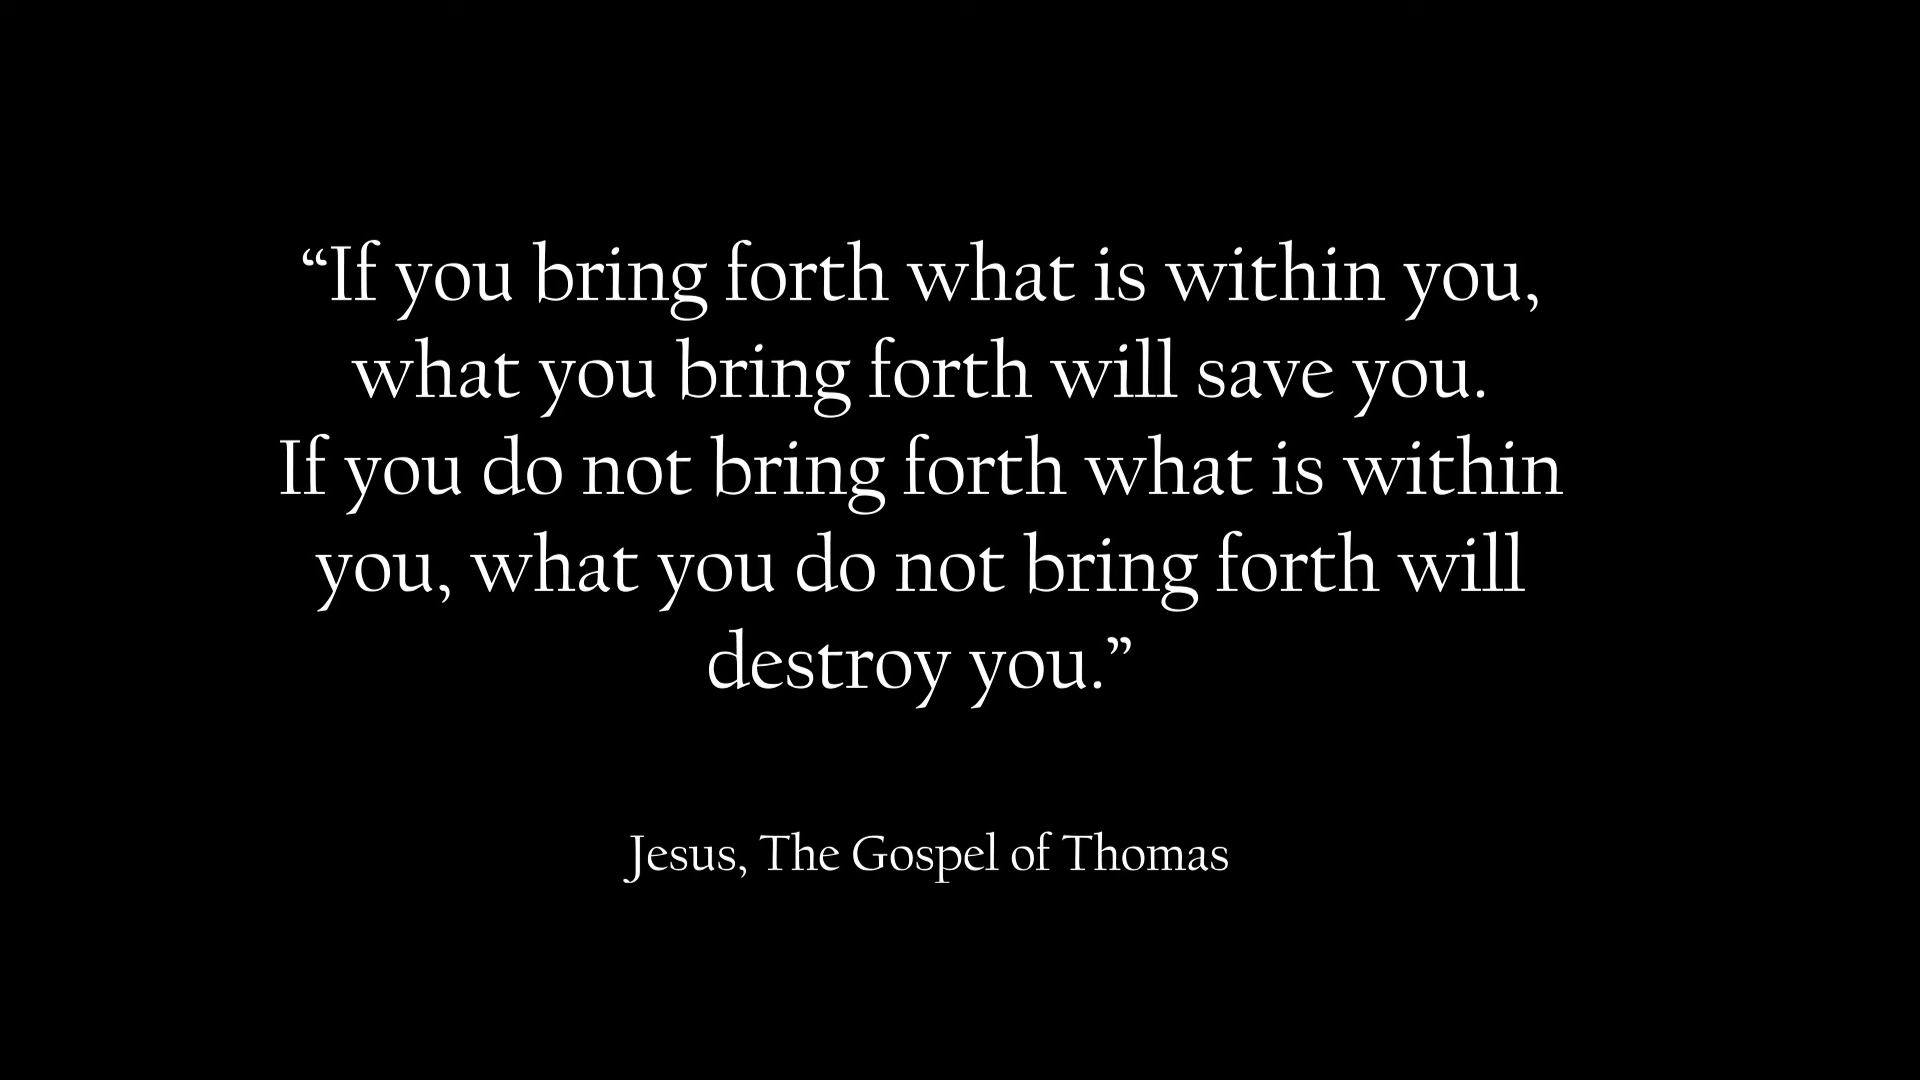 “If you bring forth what is within you,
what you bring forth will save you.
If you do not bring forth what is within
you, what you do not bring forth will
destroy you.”
Jesus, The Gospel of Thomas